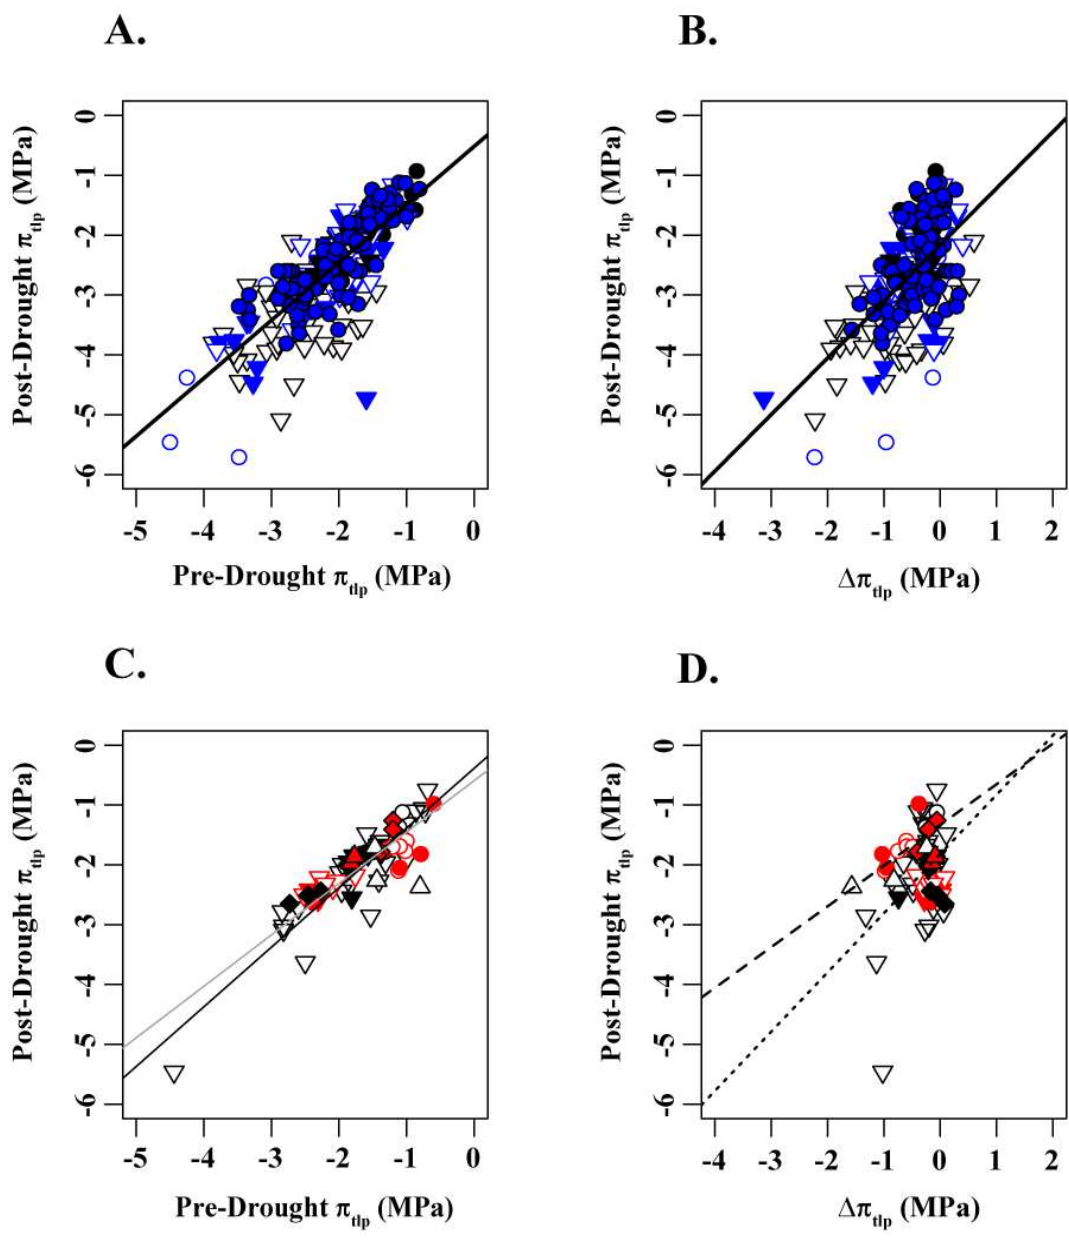 A.
B.
Post-Drought πtlp (MPa)
0
-1
-2
-3
-4
-5
-6
-5 -4 -3 -2 -1 0
Pre-Drought πtlp (MPa)
Post-Drought πtlp (MPa)
0
-1
-2
-3
-4
-5
-6
-4 -3 -2 -1 0 1 2
Δπtlp (MPa)
C.
D.
Post-Drought πtlp (MPa)
0
-1
-2
-3
-4
-5
-6
-5 -4 -3 -2 -1 0
Pre-Drought πtlp (MPa)
Post-Drought πtlp (MPa)
0
-1
-2
-3
-4
-5
-6
-4 -3 -2 -1 0 1 2
Δπtlp (MPa)